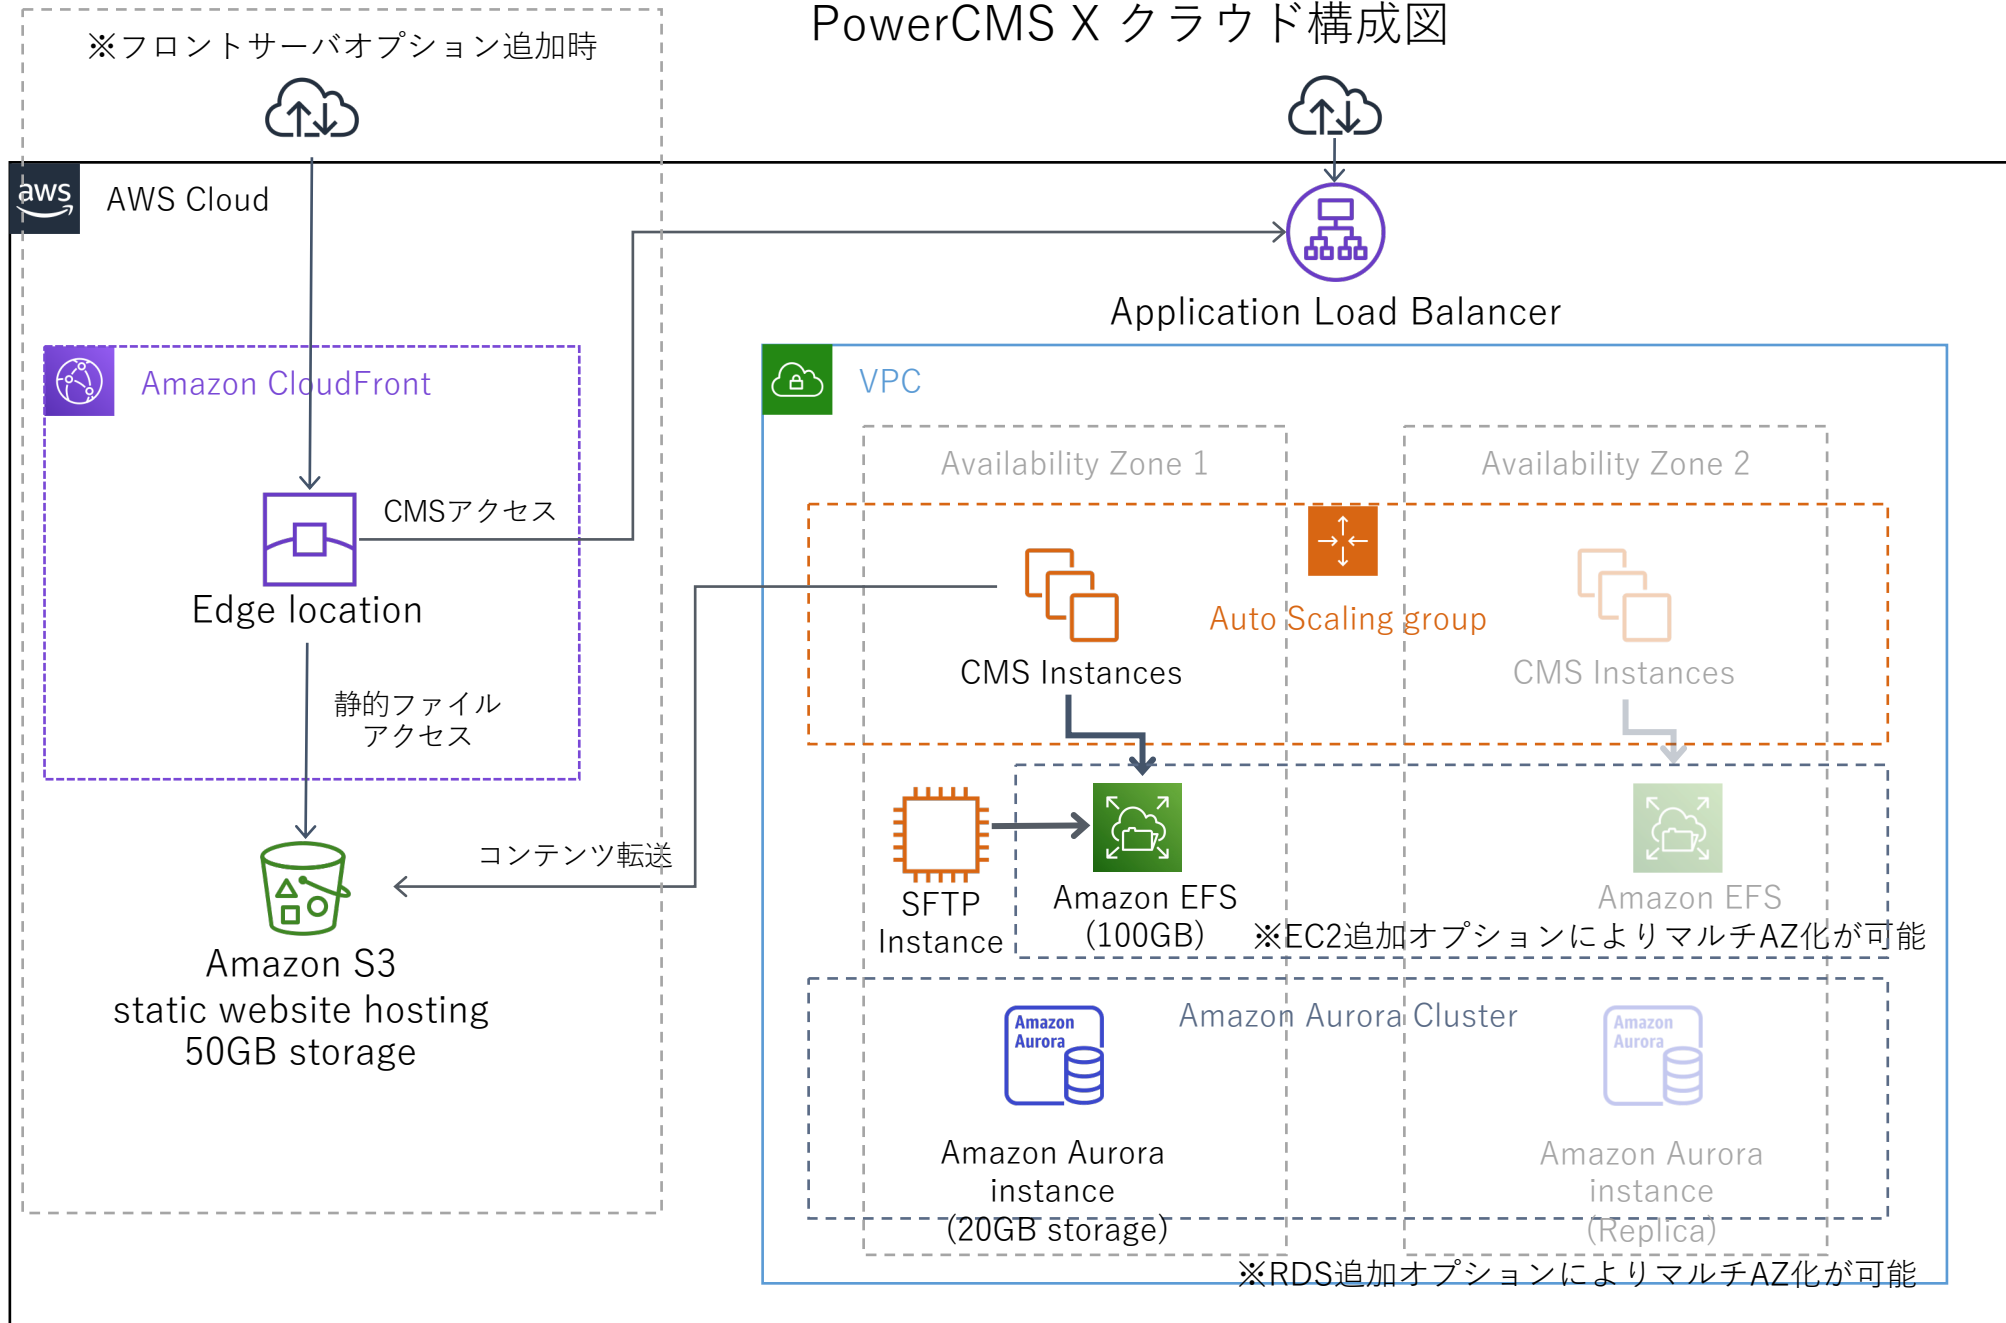 PowerCMS X クラウド構成図
※フロントサーバオプション追加時
aws
AWS Cloud
Application Load Balancer
Amazon CloudFront
CMSアクセス
Edge location
静的ファイル
アクセス
コンテンツ転送
Amazon S3
static website hosting
50GB storage
VPC
Availability Zone 1
Availability Zone 2
Auto Scaling group
CMS Instances
CMS Instances
SFTP
Instance
Amazon EFS
(100GB)
Amazon EFS
※EC2追加オプションによりマルチAZ化が可能
Amazon Aurora Cluster
Amazon
Aurora
Amazon
Aurora
Amazon Aurora
instance
(20GB storage)
Amazon Aurora
instance
(Replica)
※RDS追加オプションによりマルチAZ化が可能